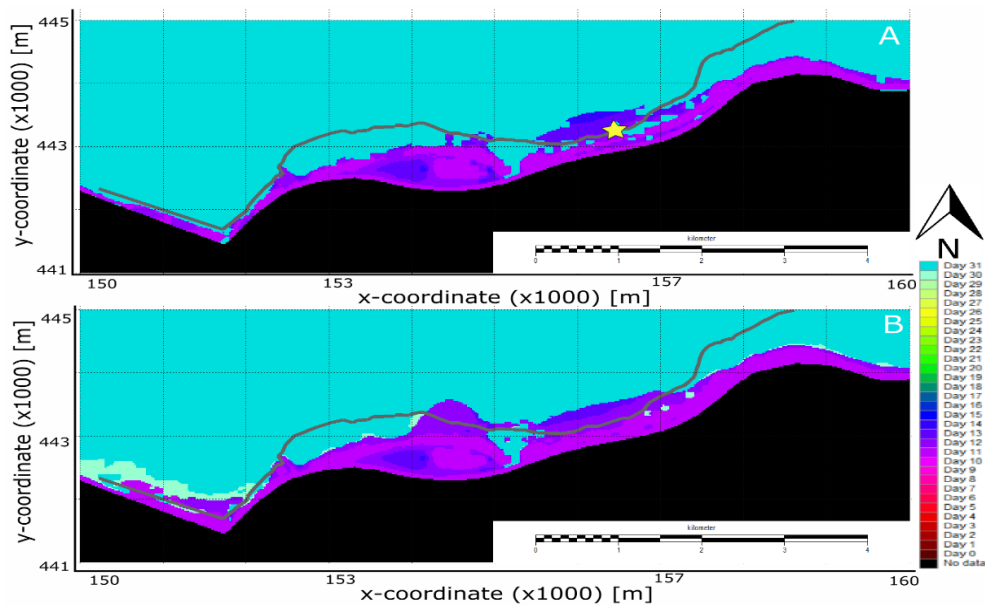 445
A
443
441
y-coordinate (x1000) [m]
kilometer
0 1 2 3 4
150 153 157 160
x-coordinate (x1000) [m]
N
445
B
443
441
y-coordinate (x1000) [m]
kilometer
0 1 2 3 4
150 153 157 160
x-coordinate (x1000) [m]
Day 31
Day 30
Day 29
Day 28
Day 27
Day 26
Day 25
Day 24
Day 23
Day 22
Day 21
Day 20
Day 19
Day 18
Day 17
Day 16
Day 15
Day 14
Day 13
Day 12
Day 11
Day 10
Day 9
Day 8
Day 7
Day 6
Day 5
Day 4
Day 3
Day 2
Day 1
Day 0
No data